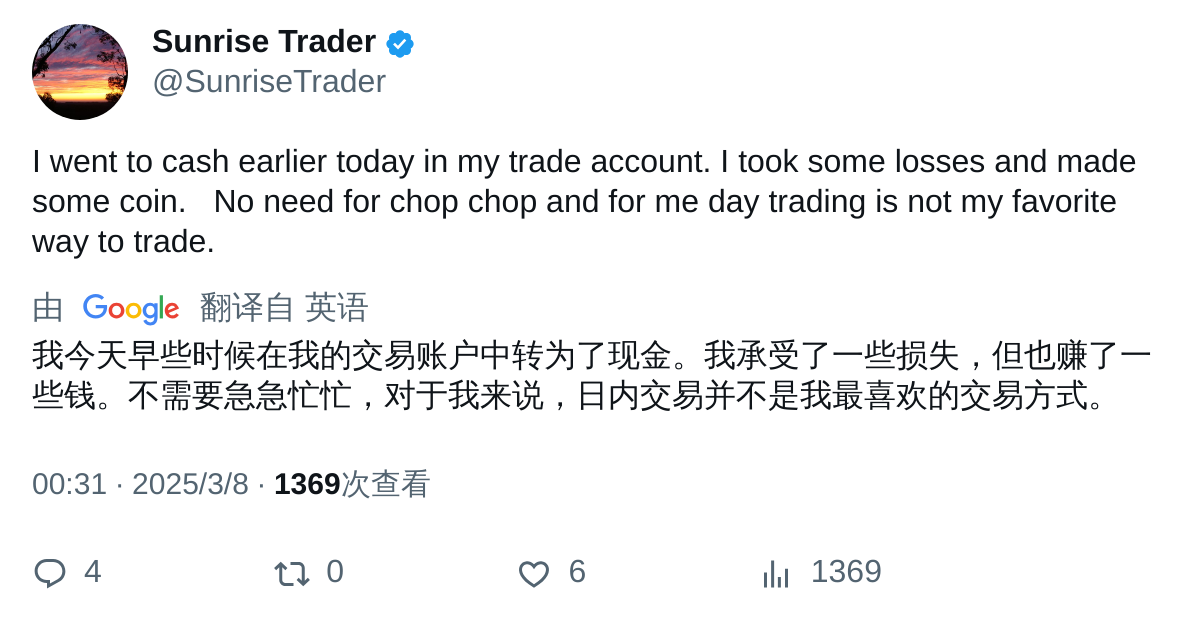 Sunrise Trader
@SunriseTrader
I went to cash earlier today in my trade account. I took some losses and made
some coin.   No need for chop chop and for me day trading is not my favorite
way to trade.
由 Google 翻译自 英语
我今天早些时候在我的交易账户中转为了现金。我承受了一些损失，但也赚了一
些钱。不需要急急忙忙，对于我来说，日内交易并不是我最喜欢的交易方式。
00:31 · 2025/3/8 · 1369次查看
4 0 6 1369